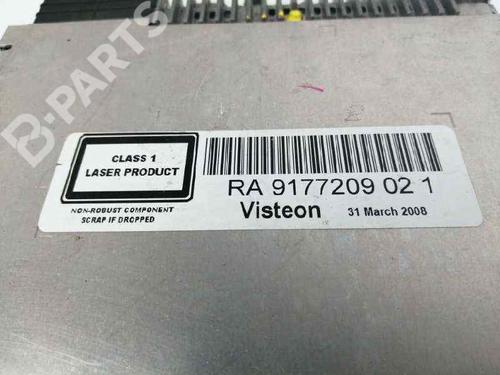 B-PARTS
CLASS 1
LASER PRODUCT
NON-ROBUST COMPONENT
SCRAP IF DROPPED
RA 9177209 02 1
Visteon 31 March 2008